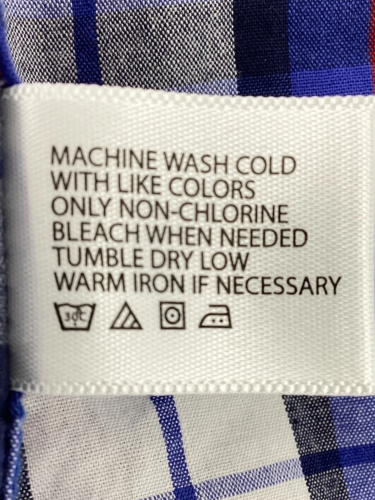 MACHINE WASH COLD
WITH LIKE COLORS
ONLY NON-CHLORINE
BLEACH WHEN NEEDED
TUMBLE DRY LOW
WARM IRON IF NECESSARY
30°C